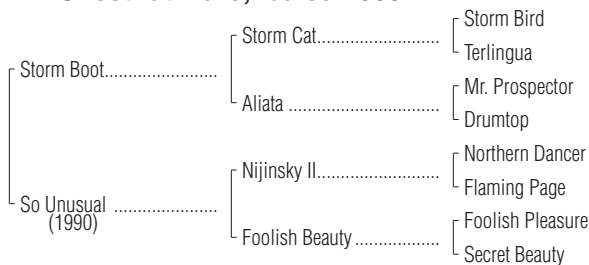 Storm Bird
Storm Cat
Terlingua
Storm Boot
Mr. Prospector
Aliata
Drumtop
Northern Dancer
Nijinsky II
Flaming Page
So Unusual
(1990)
Foolish Pleasure
Foolish Beauty
Secret Beauty